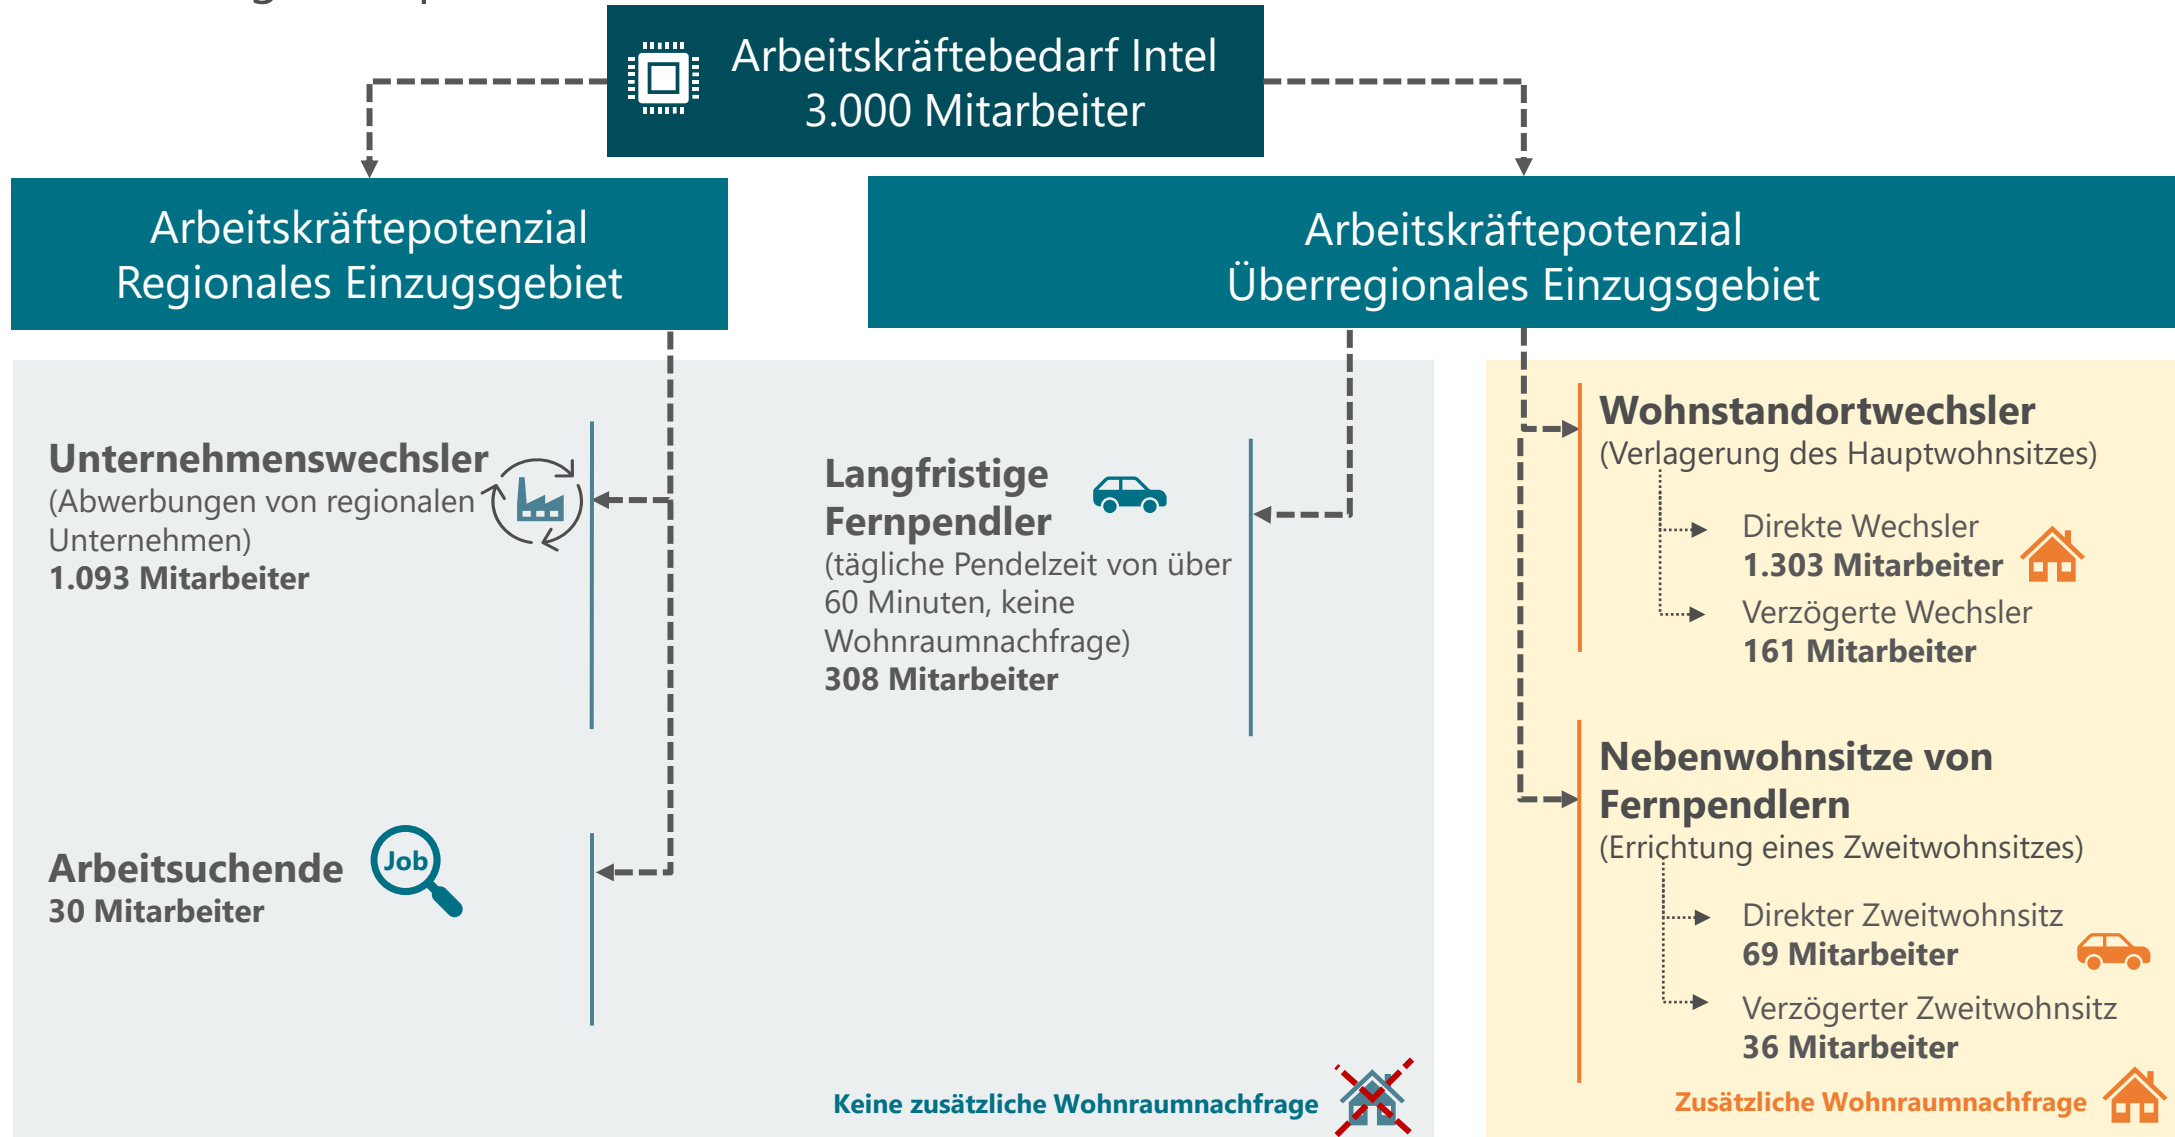 Arbeitskräftebedarf Intel
3.000 Mitarbeiter
Arbeitskräftepotenzial
Regionales Einzugsgebiet
Arbeitskräftepotenzial
Überregionales Einzugsgebiet
Unternehmenswechsler
(Abwerbungen von regionalen
Unternehmen)
1.093 Mitarbeiter
Arbeitsuchende
30 Mitarbeiter
Job
Langfristige
Fernpendler
(tägliche Pendelzeit von über
60 Minuten, keine
Wohnraumnachfrage)
308 Mitarbeiter
Keine zusätzliche Wohnraumnachfrage
Wohnstandortwechsler
(Verlagerung des Hauptwohnsitzes)
Direkte Wechsler
1.303 Mitarbeiter
Verzögerte Wechsler
161 Mitarbeiter
Nebenwohnsitze von
Fernpendlern
(Errichtung eines Zweitwohnsitzes)
Direkter Zweitwohnsitz
69 Mitarbeiter
Verzögerter Zweitwohnsitz
36 Mitarbeiter
Zusätzliche Wohnraumnachfrage